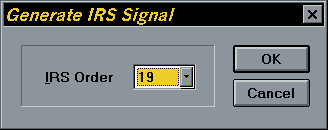 Generate IRS Signal
IRS Order 19
OK
Cancel